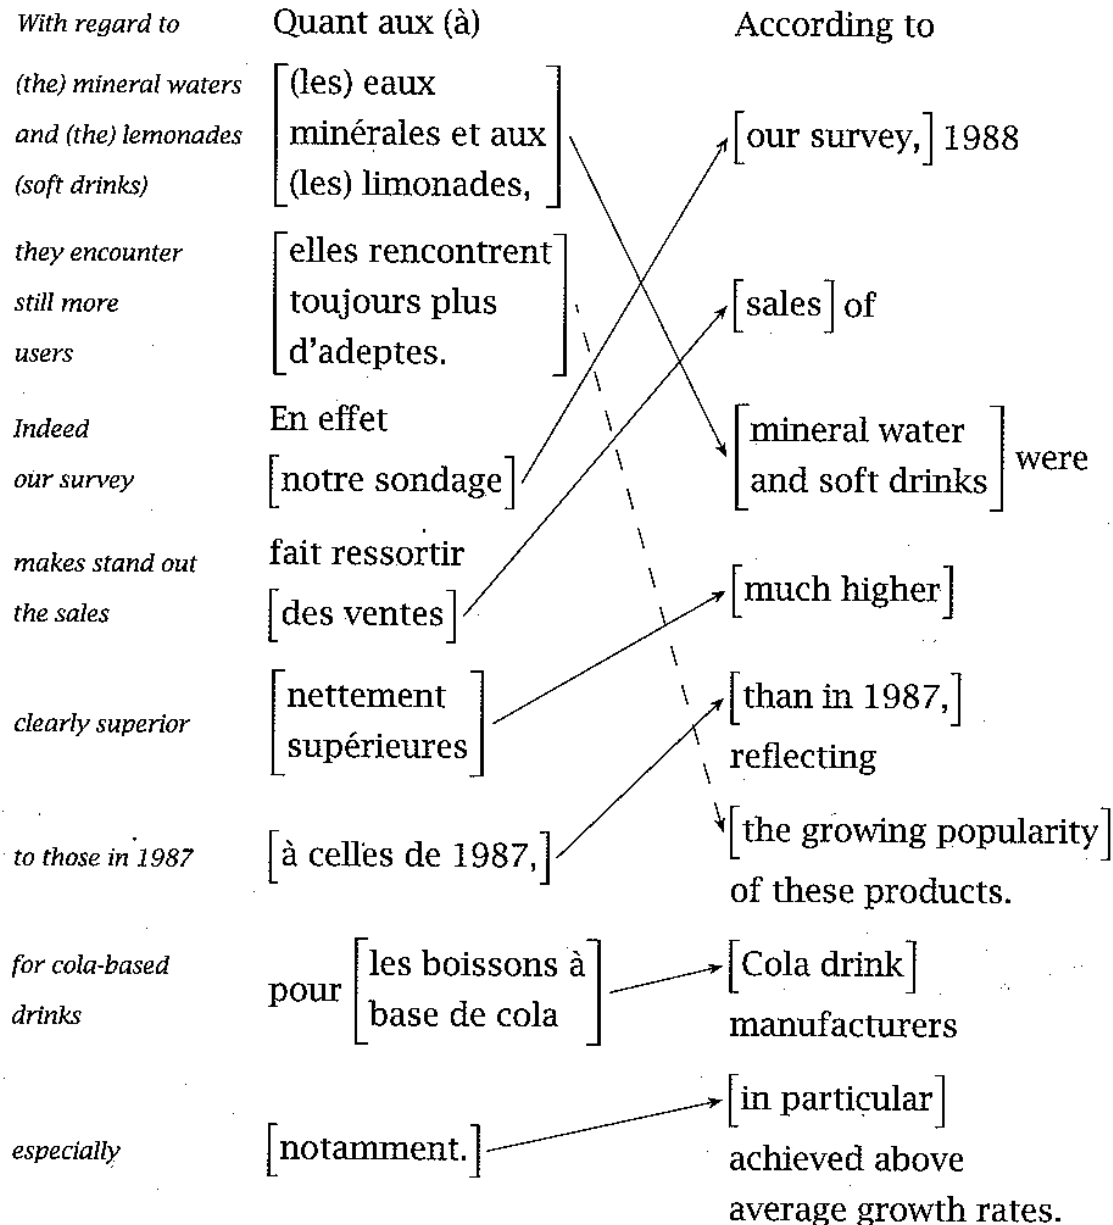 With regard to Quant aux (à) According to
(the) mineral waters [(les) eaux
and (the) lemonades minérales et aux [our survey,] 1988
(soft drinks) (les) limonades,]
they encounter [elles rencontrent
still more toujours plus [sales] of
users d'adeptes.]
Indeed En effet [mineral water
our survey [notre sondage] and soft drinks] were
makes stand out fait ressortir [much higher]
the sales [des ventes]
clearly superior [nettement [than in 1987,]
supérieures] reflecting
to those in 1987 [à celles de 1987,] [the growing popularity]
of these products.
for cola-based pour [les boissons à [Cola drink]
drinks base de cola] manufacturers
especially [notamment.] [in particular]
achieved above
average growth rates.